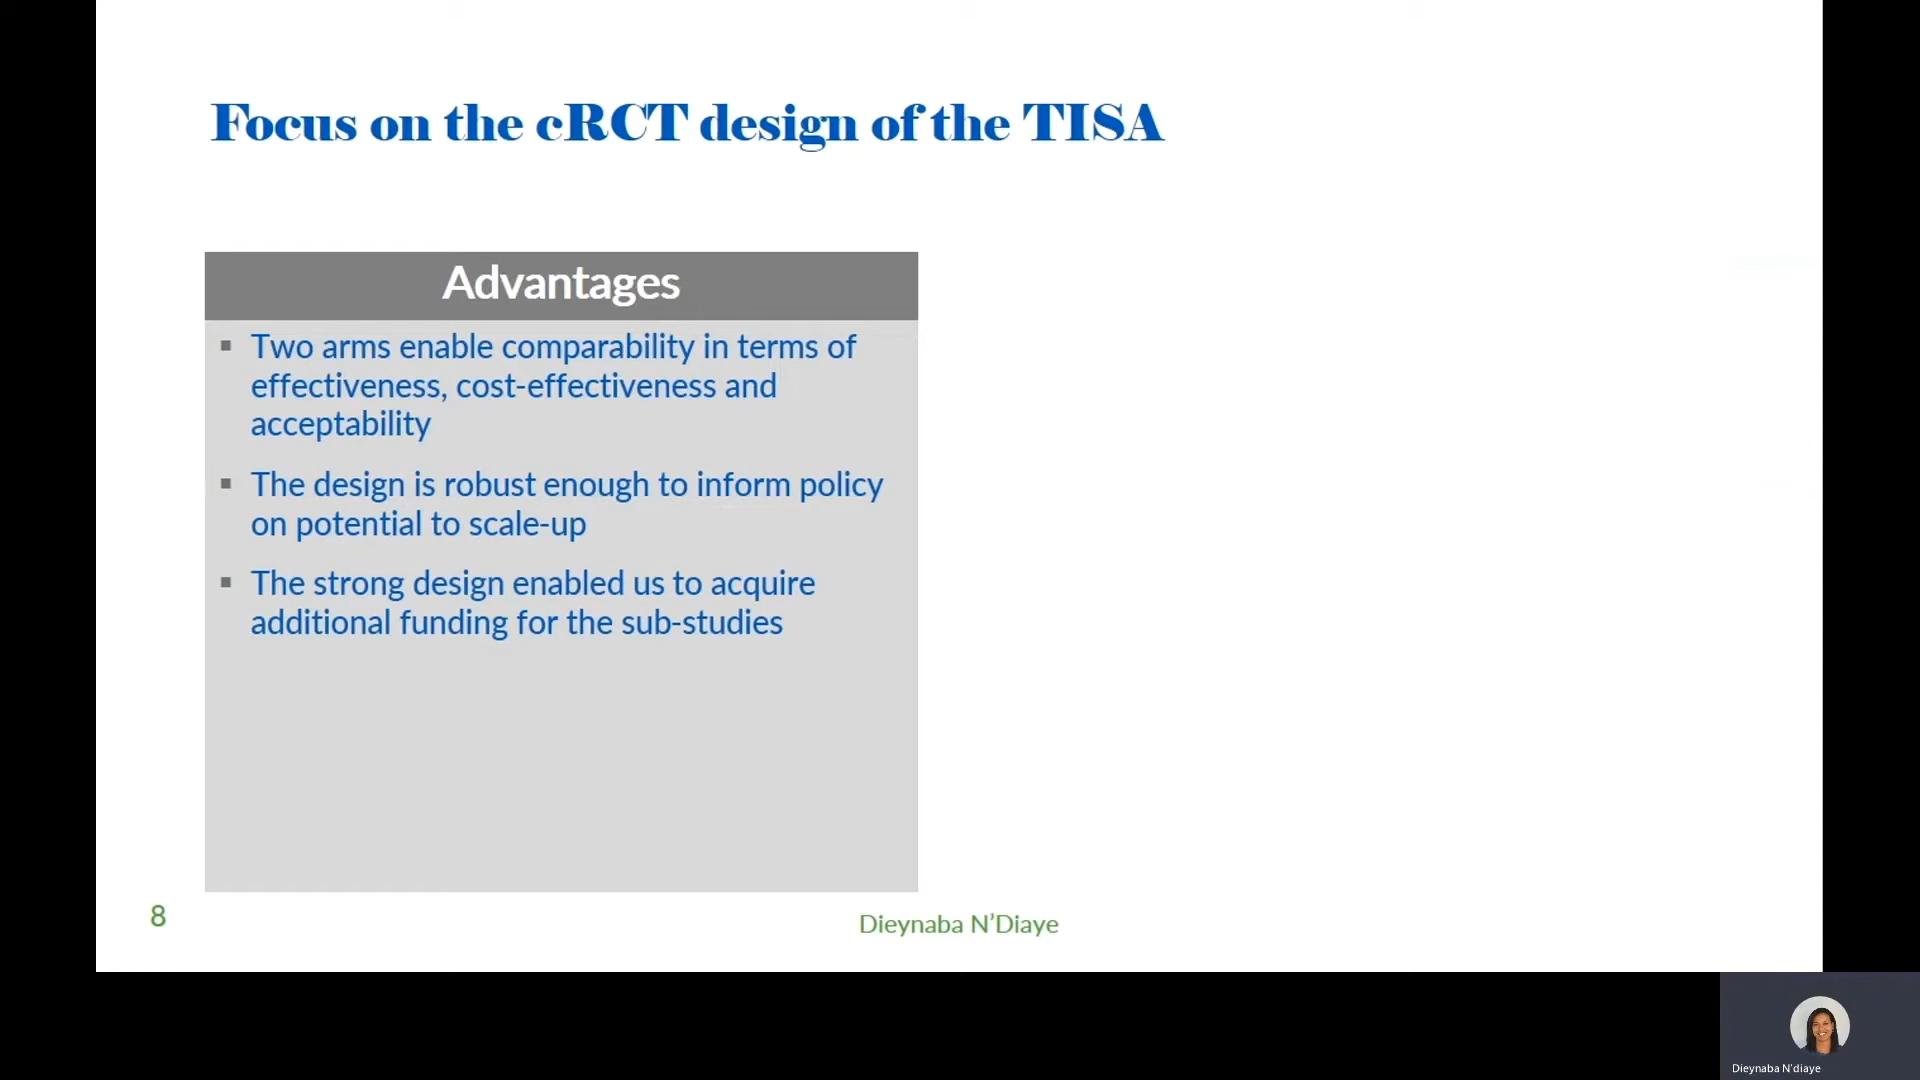 Focus on the cRCT design of the TISA
Advantages
▪ Two arms enable comparability in terms of
effectiveness, cost-effectiveness and
acceptability
▪ The design is robust enough to inform policy
on potential to scale-up
▪ The strong design enabled us to acquire
additional funding for the sub-studies
8
Dieynaba N’Diaye
Dieynaba N'diaye